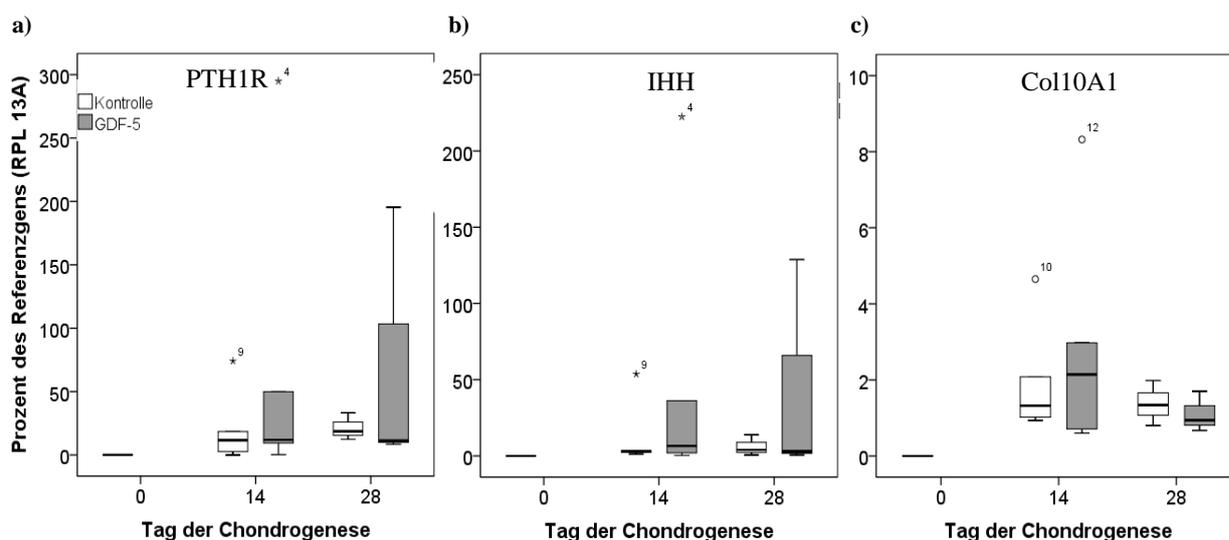 a)
PTH1R
Kontrolle
GDF-5
Prozent des Referenzgens (RPL 13A)
300
250
200
150
100
50
0
4
9
0
14
28
Tag der Chondrogenese
b)
IHH
250
200
150
100
50
0
4
9
0
14
28
Tag der Chondrogenese
c)
Col10A1
10
8
6
4
2
0
12
10
0
14
28
Tag der Chondrogenese